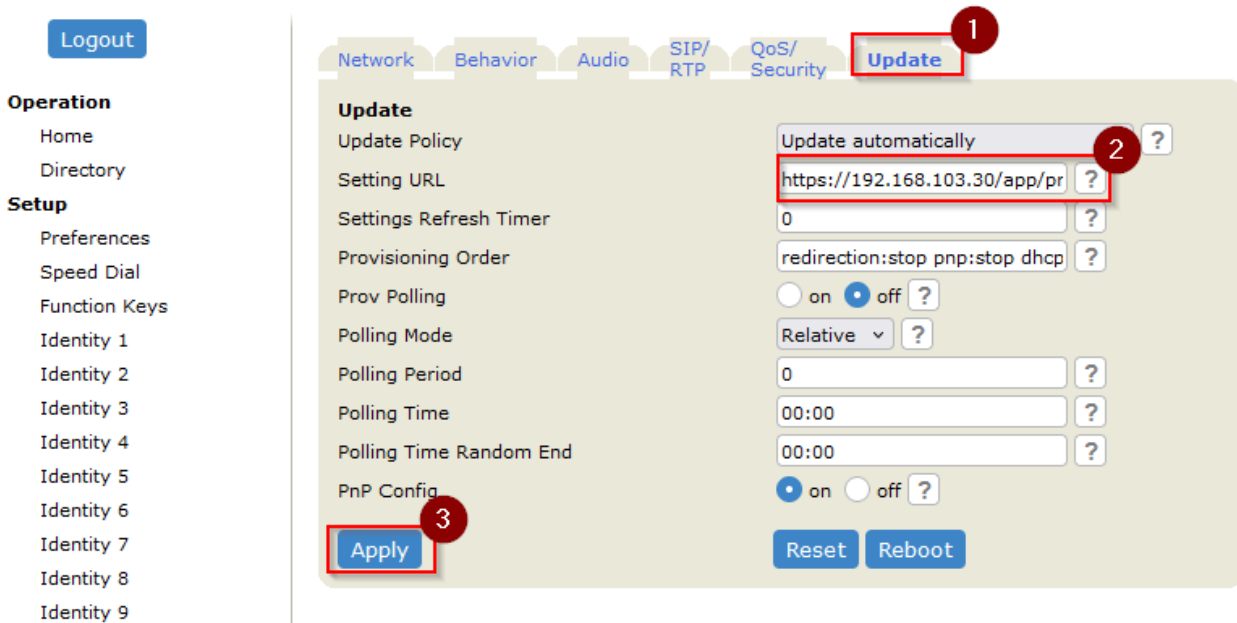 Logout
Operation
Home
Directory
Setup
Preferences
Speed Dial
Function Keys
Identity 1
Identity 2
Identity 3
Identity 4
Identity 5
Identity 6
Identity 7
Identity 8
Identity 9
Network Behavior Audio SIP/ RTP QoS/ Security Update 1
Update
Update Policy Update automatically ?
2
Setting URL https://192.168.103.30/app/pr ?
Settings Refresh Timer 0 ?
Provisioning Order redirection:stop pnp:stop dhcp ?
Prov Polling on off ?
Polling Mode Relative ?
Polling Period 0 ?
Polling Time 00:00 ?
Polling Time Random End 00:00 ?
PnP Config on off ?
3
Apply Reset Reboot